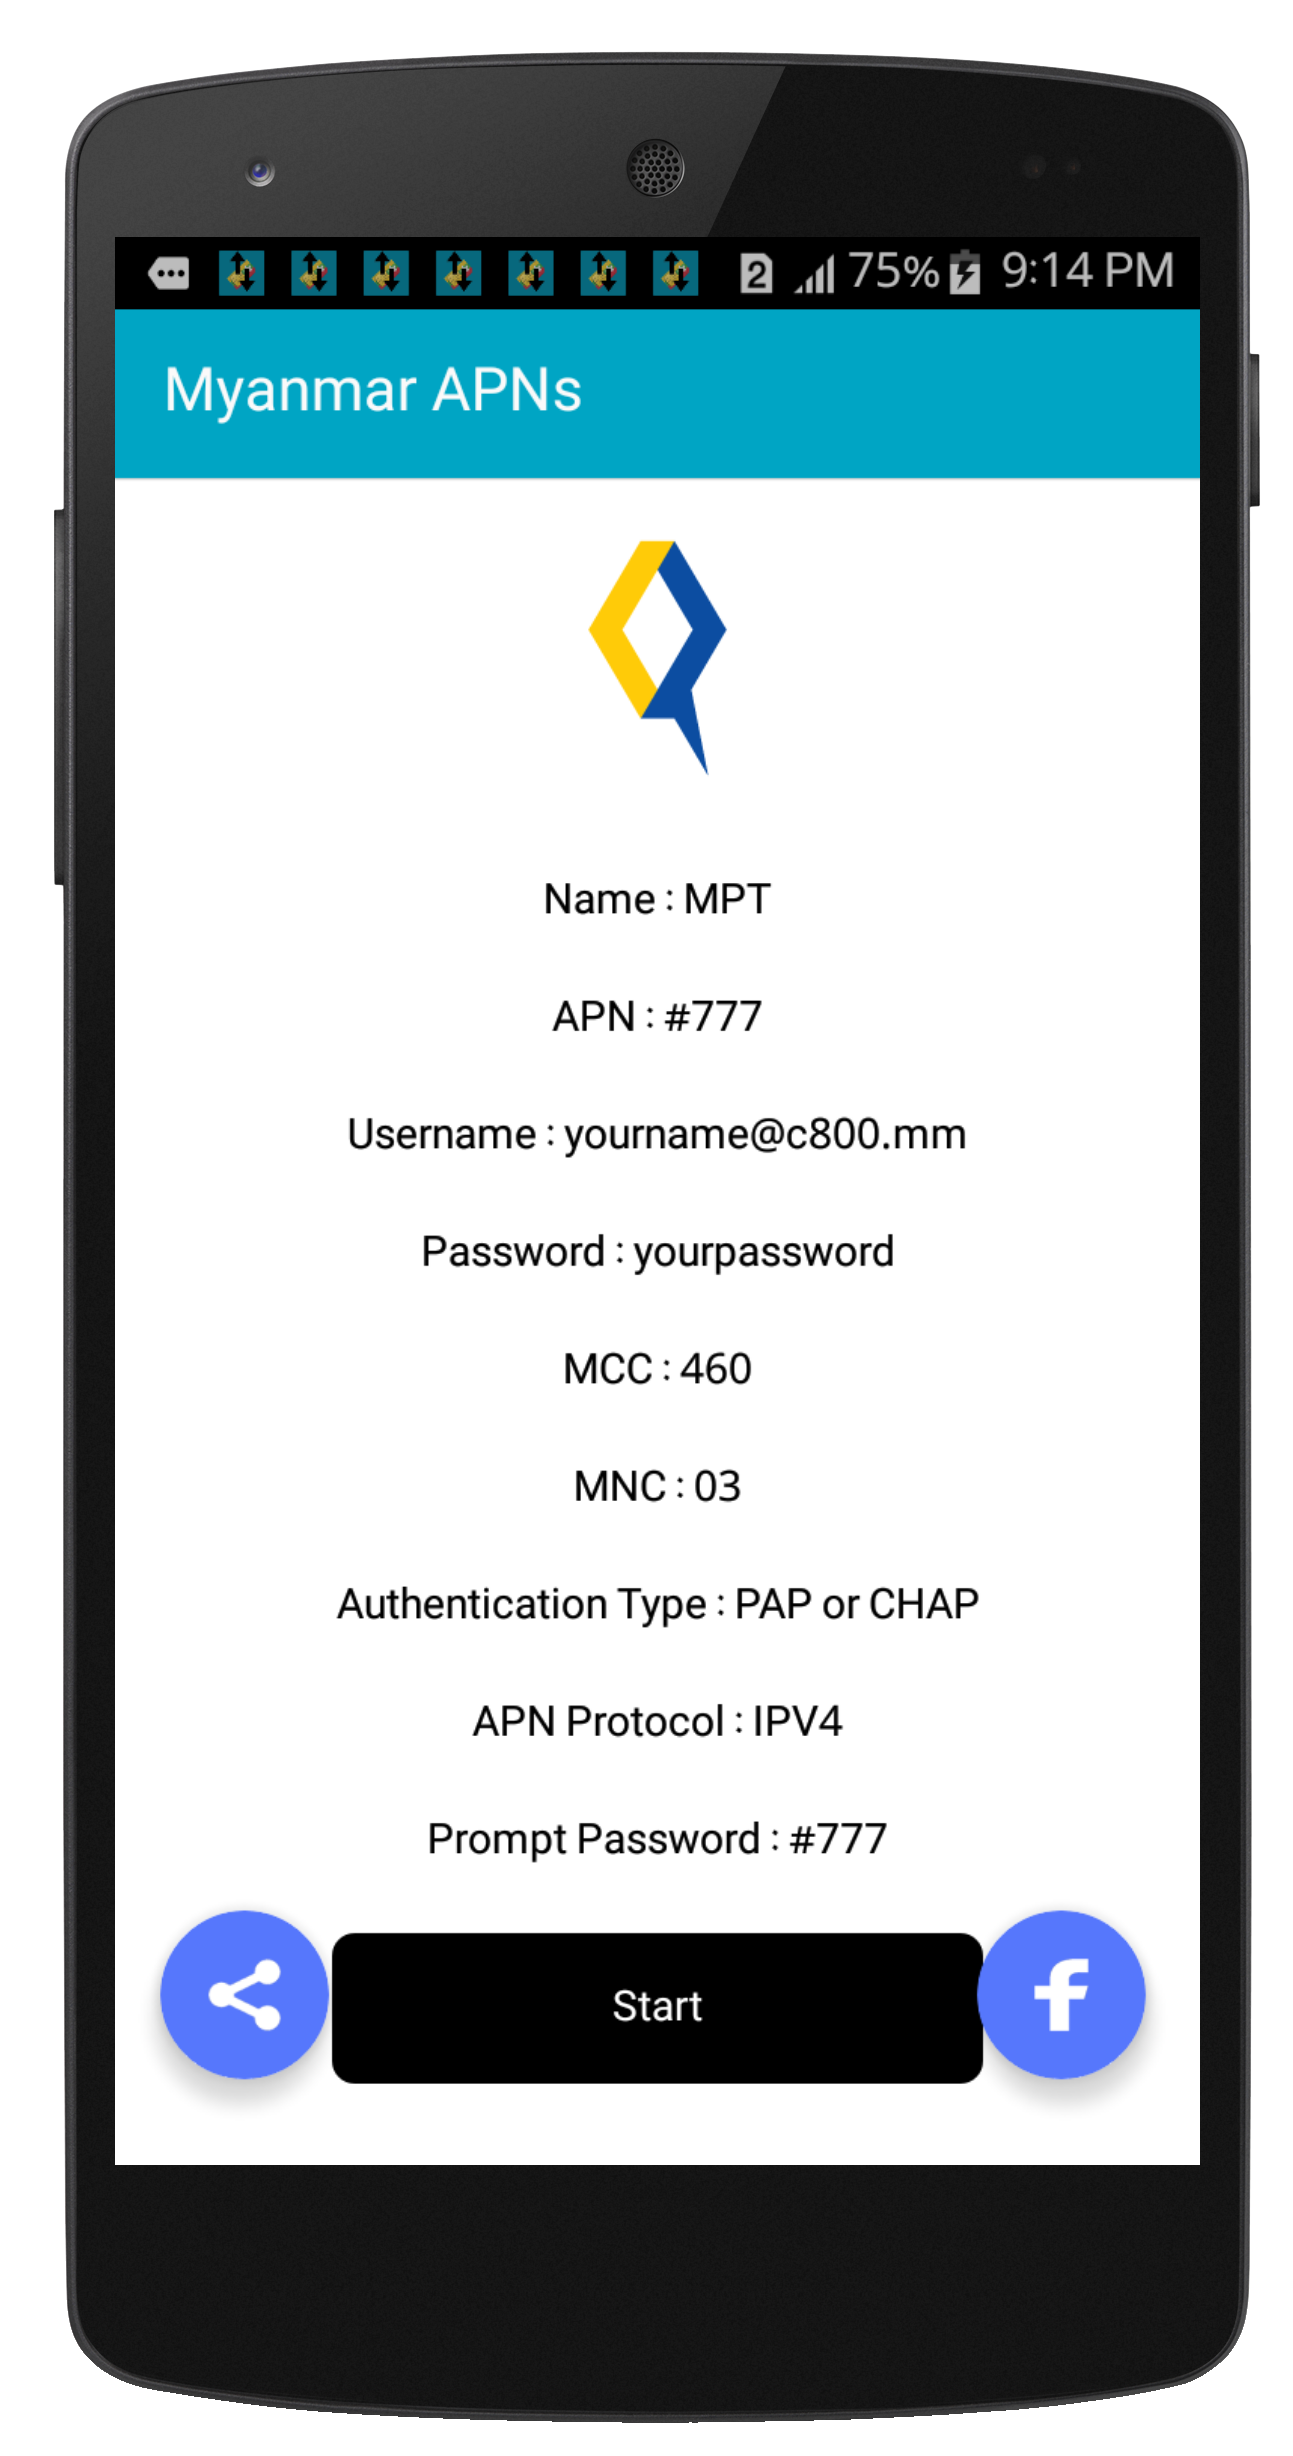 2 75% 9:14 PM
Myanmar APNs
Name : MPT
APN : #777
Username : yourname@c800.mm
Password : yourpassword
MCC : 460
MNC : 03
Authentication Type : PAP or CHAP
APN Protocol : IPV4
Prompt Password : #777
Start